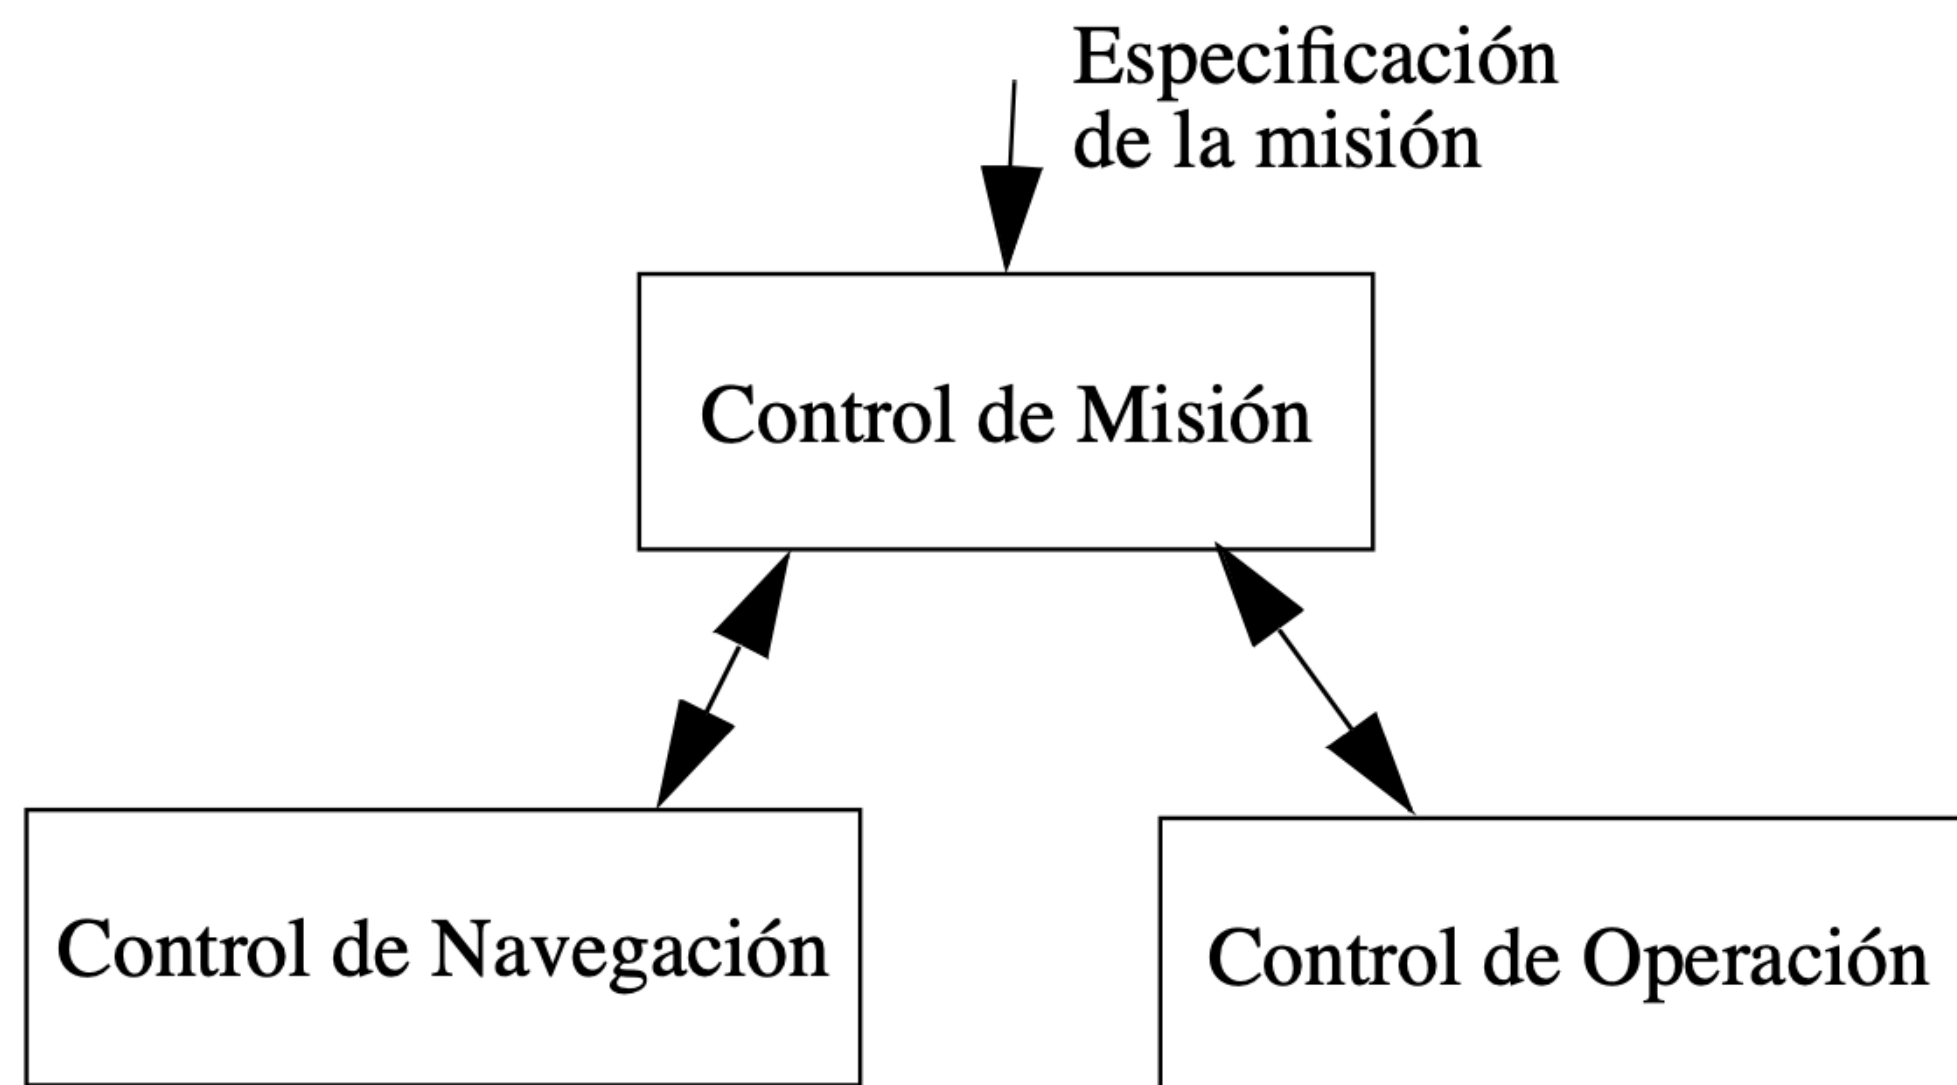 Especificación
de la misión
Control de Misión
Control de Navegación
Control de Operación